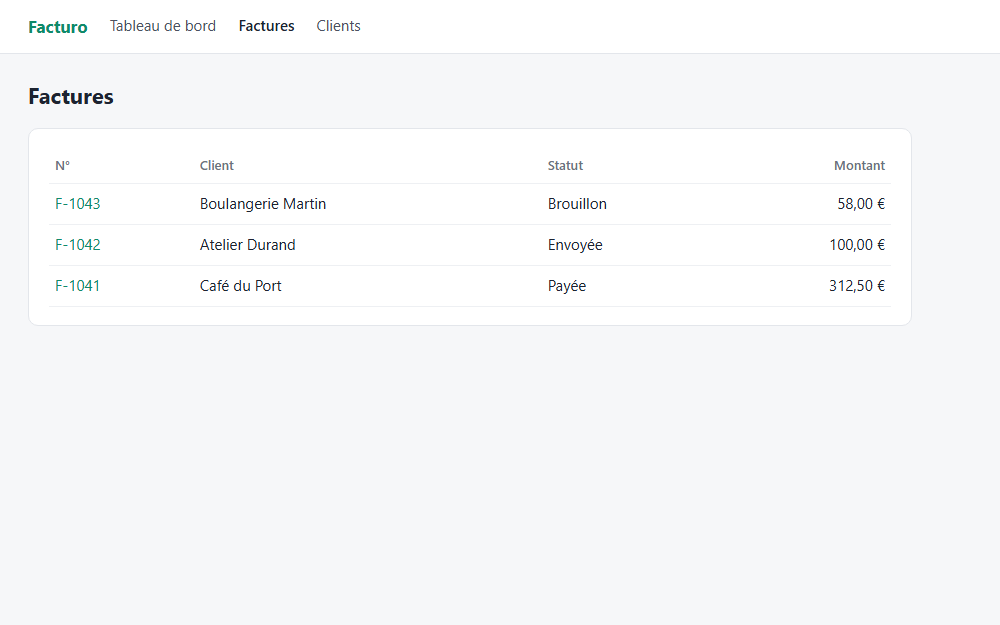 Facturo Tableau de bord Factures Clients
Factures
N° Client Statut Montant
F-1043 Boulangerie Martin Brouillon 58,00 €
F-1042 Atelier Durand Envoyée 100,00 €
F-1041 Café du Port Payée 312,50 €